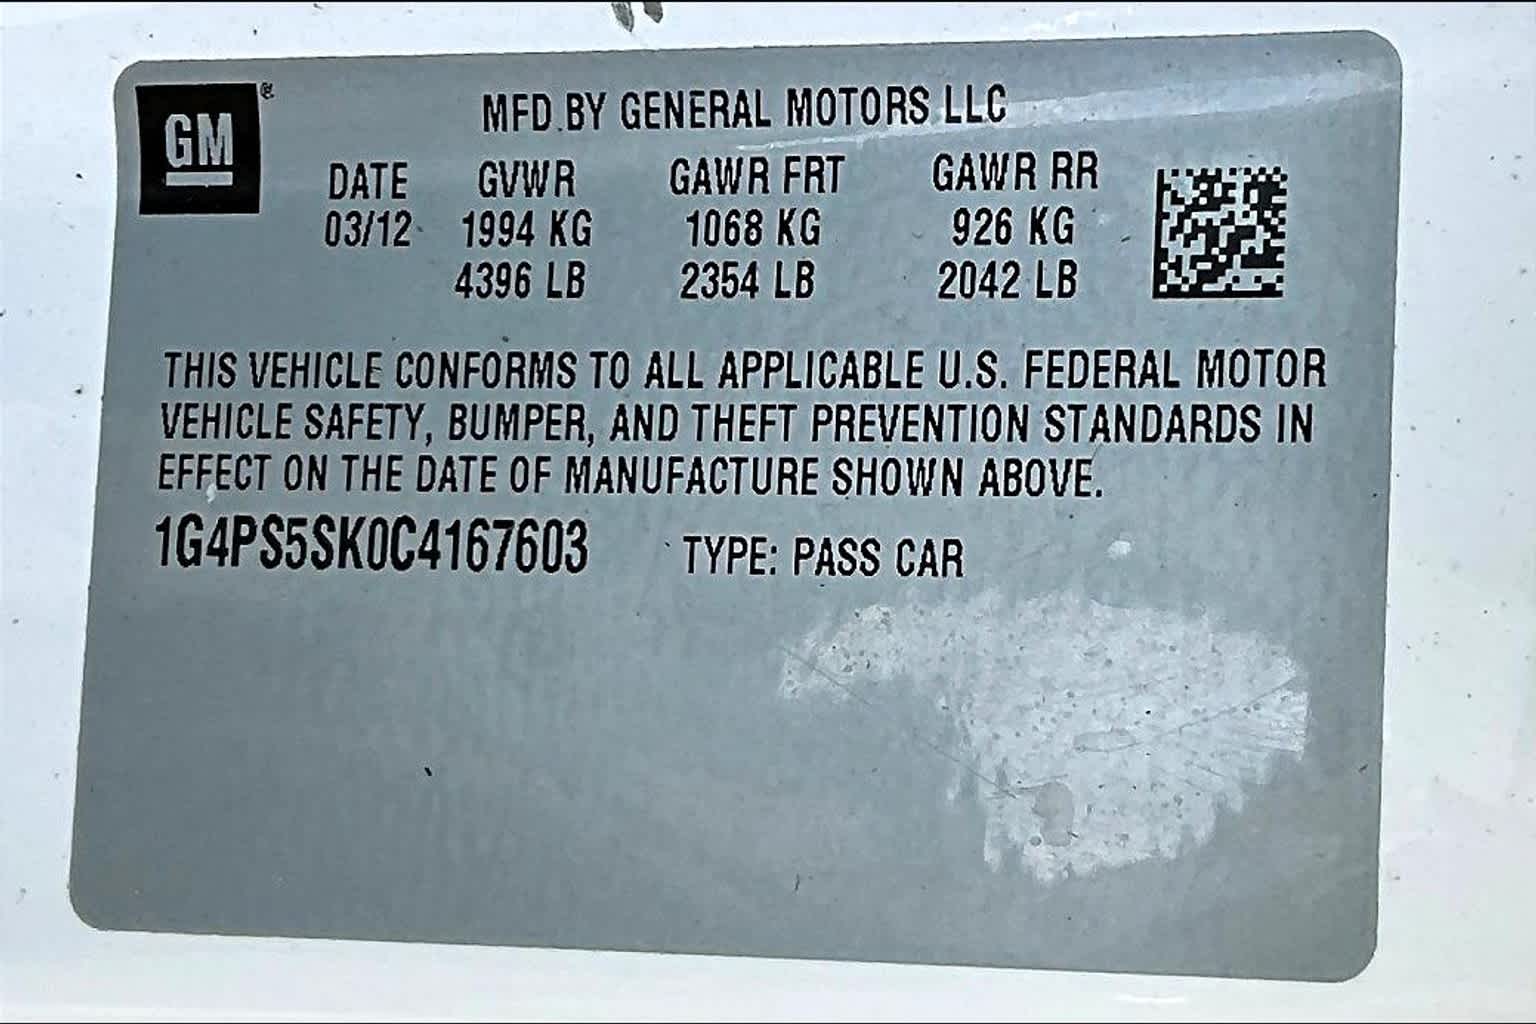 GM®
MFD BY GENERAL MOTORS LLC
DATE GVWR GAWR FRT GAWR RR
03/12 1994 KG 1068 KG 926 KG
4396 LB 2354 LB 2042 LB
THIS VEHICLE CONFORMS TO ALL APPLICABLE U.S. FEDERAL MOTOR
VEHICLE SAFETY, BUMPER, AND THEFT PREVENTION STANDARDS IN
EFFECT ON THE DATE OF MANUFACTURE SHOWN ABOVE.
1G4PS5SK0C4167603 TYPE: PASS CAR